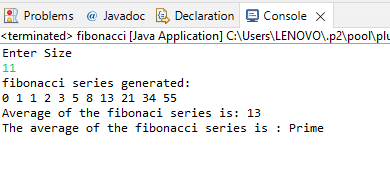 Problems @ Javadoc Declaration Console
<terminated> fibonacci [Java Application] C:\Users\LENOVO\.p2\pool\plu
Enter Size
11
fibonacci series generated:
0 1 1 2 3 5 8 13 21 34 55
Average of the fibonaci series is: 13
The average of the fibonacci series is : Prime